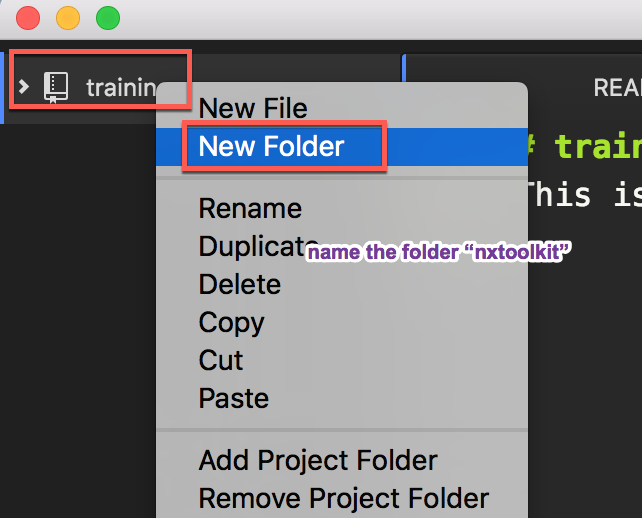 trainin
READ
New File
New Folder
# train
This is
Rename
Duplicate
name the folder “nxtoolkit”
Delete
Copy
Cut
Paste
Add Project Folder
Remove Project Folder